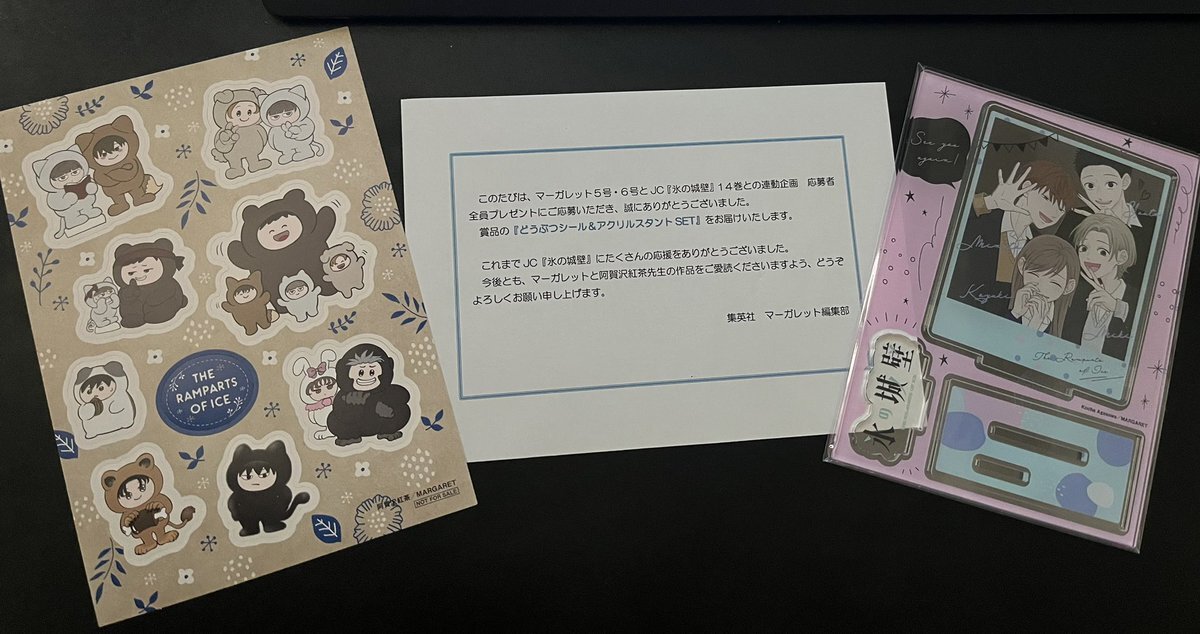 THE
RAMPARTS
OF ICE
阿賀沢紅茶／MARGARET
NOT FOR SALE
このたびは、マーガレット５号・６号とJC『氷の城壁』１４巻との連動企画　応募者
全員プレゼントにご応募いただき、誠にありがとうございました。
賞品の『どうぶつシール＆アクリルスタントSET』をお届けいたします。
これまでJC『氷の城壁』にたくさんの応援をありがとうございました。
今後とも、マーガレットと阿賀沢紅茶先生の作品をご愛読くださいますよう、どうぞ
よろしくお願い申し上げます。
集英社　マーガレット編集部
See you
again!
Koyuki
The Ramparts
of Ice
Kocha Agasawa／MARGARET
氷の城壁